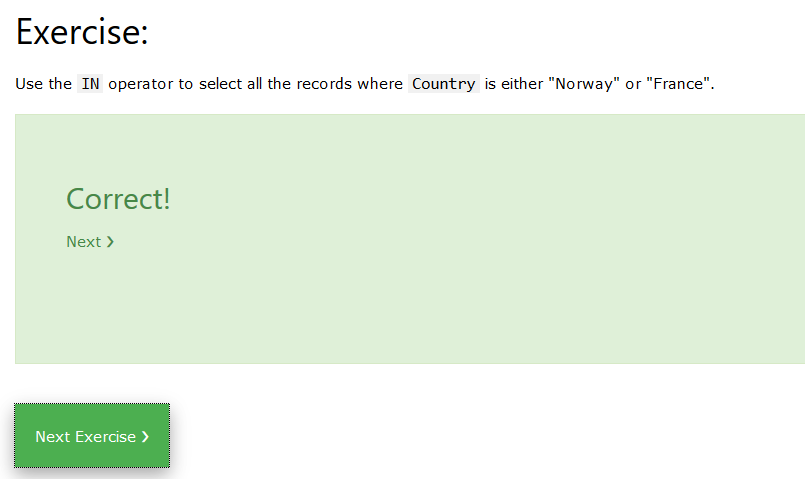 Exercise:
Use the IN operator to select all the records where Country is either "Norway" or "France".
Correct!
Next ❯
Next Exercise ❯